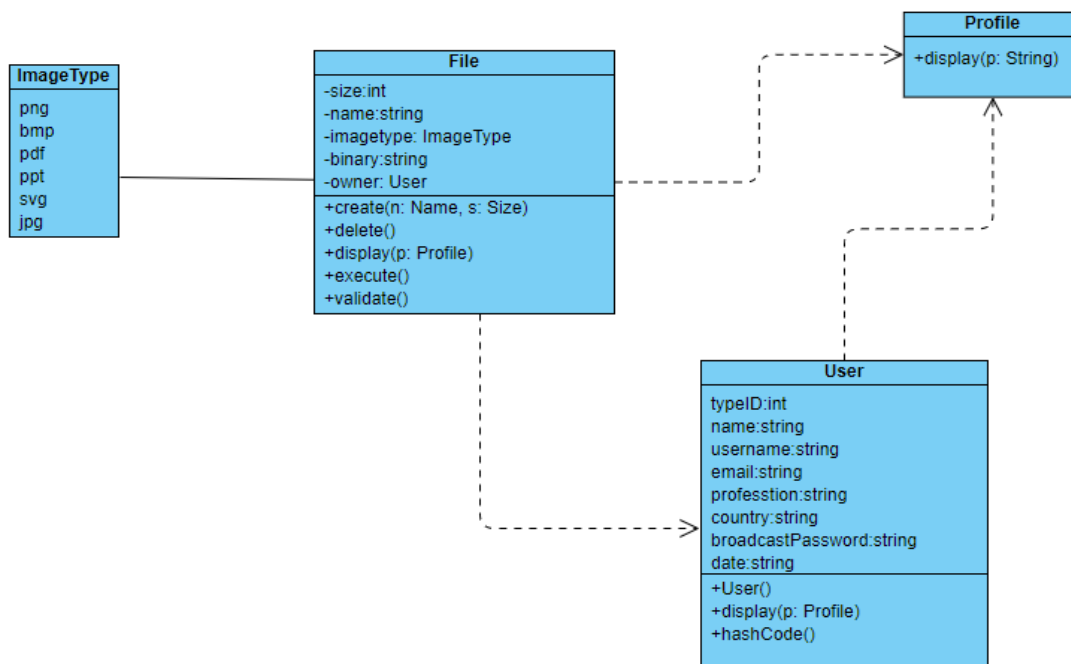 ImageType
png
bmp
pdf
ppt
svg
jpg
File
-size:int
-name:string
-imagetype: ImageType
-binary:string
-owner: User
+create(n: Name, s: Size)
+delete()
+display(p: Profile)
+execute()
+validate()
Profile
+display(p: String)
User
typeID:int
name:string
username:string
email:string
professtion:string
country:string
broadcastPassword:string
date:string
+User()
+display(p: Profile)
+hashCode()